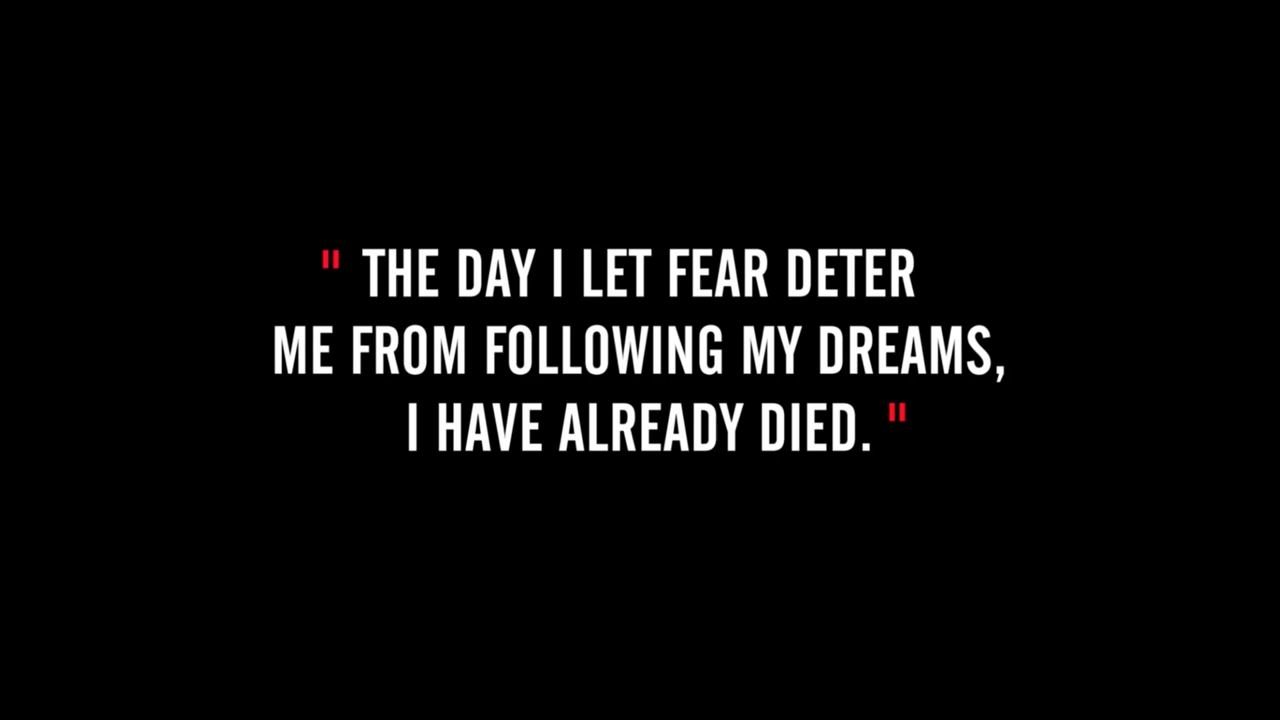 " THE DAY I LET FEAR DETER
ME FROM FOLLOWING MY DREAMS,
I HAVE ALREADY DIED. "